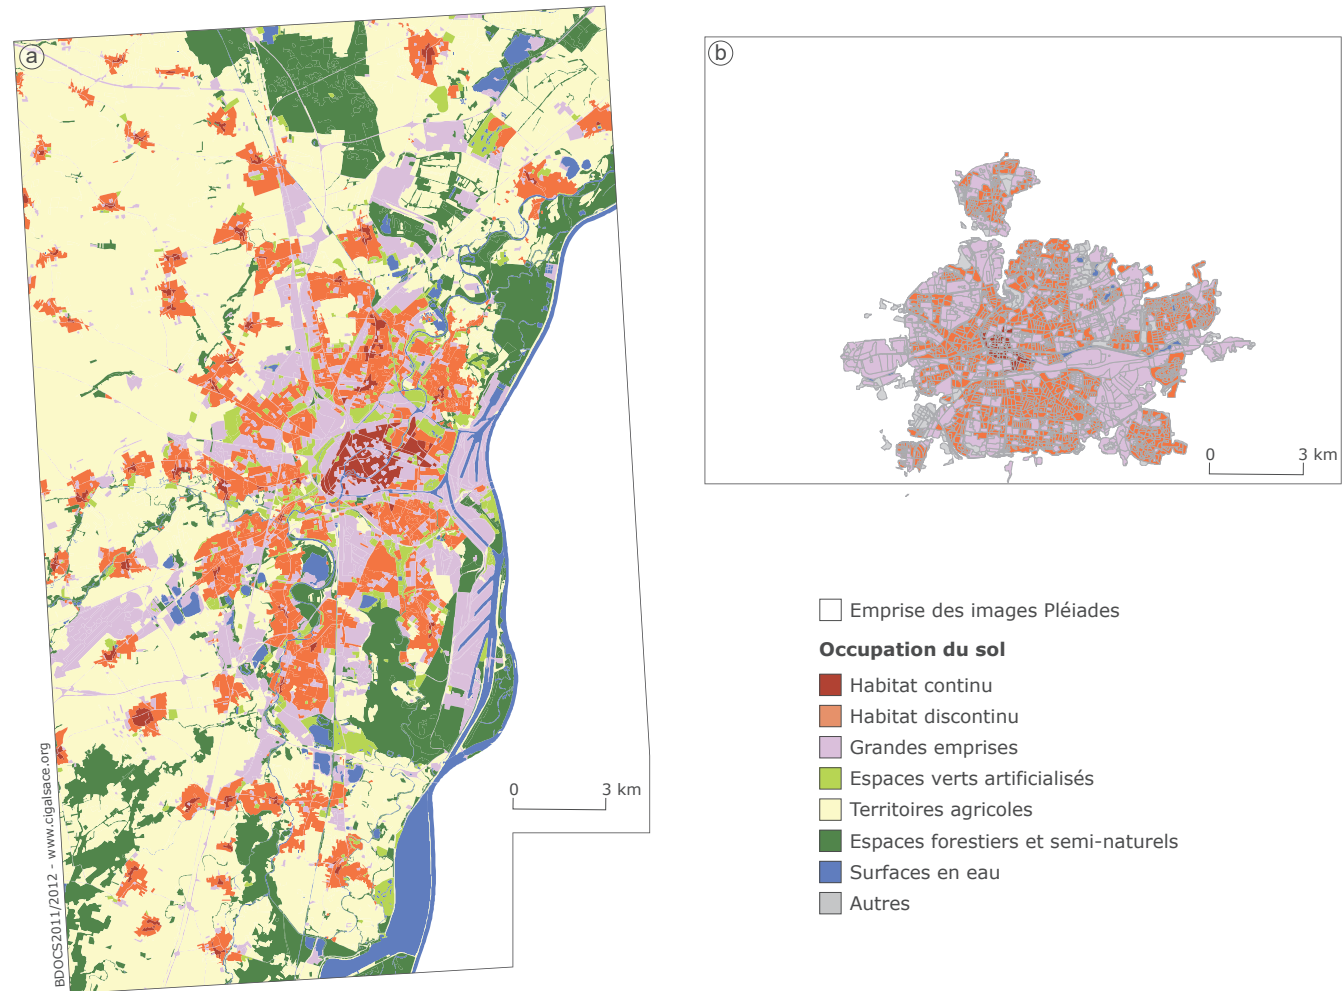 a
b
0 3 km
0 3 km
BDOCS2011/2012 - www.cigalsace.org
Emprise des images Pléiades
Occupation du sol
Habitat continu
Habitat discontinu
Grandes emprises
Espaces verts artificialisés
Territoires agricoles
Espaces forestiers et semi-naturels
Surfaces en eau
Autres